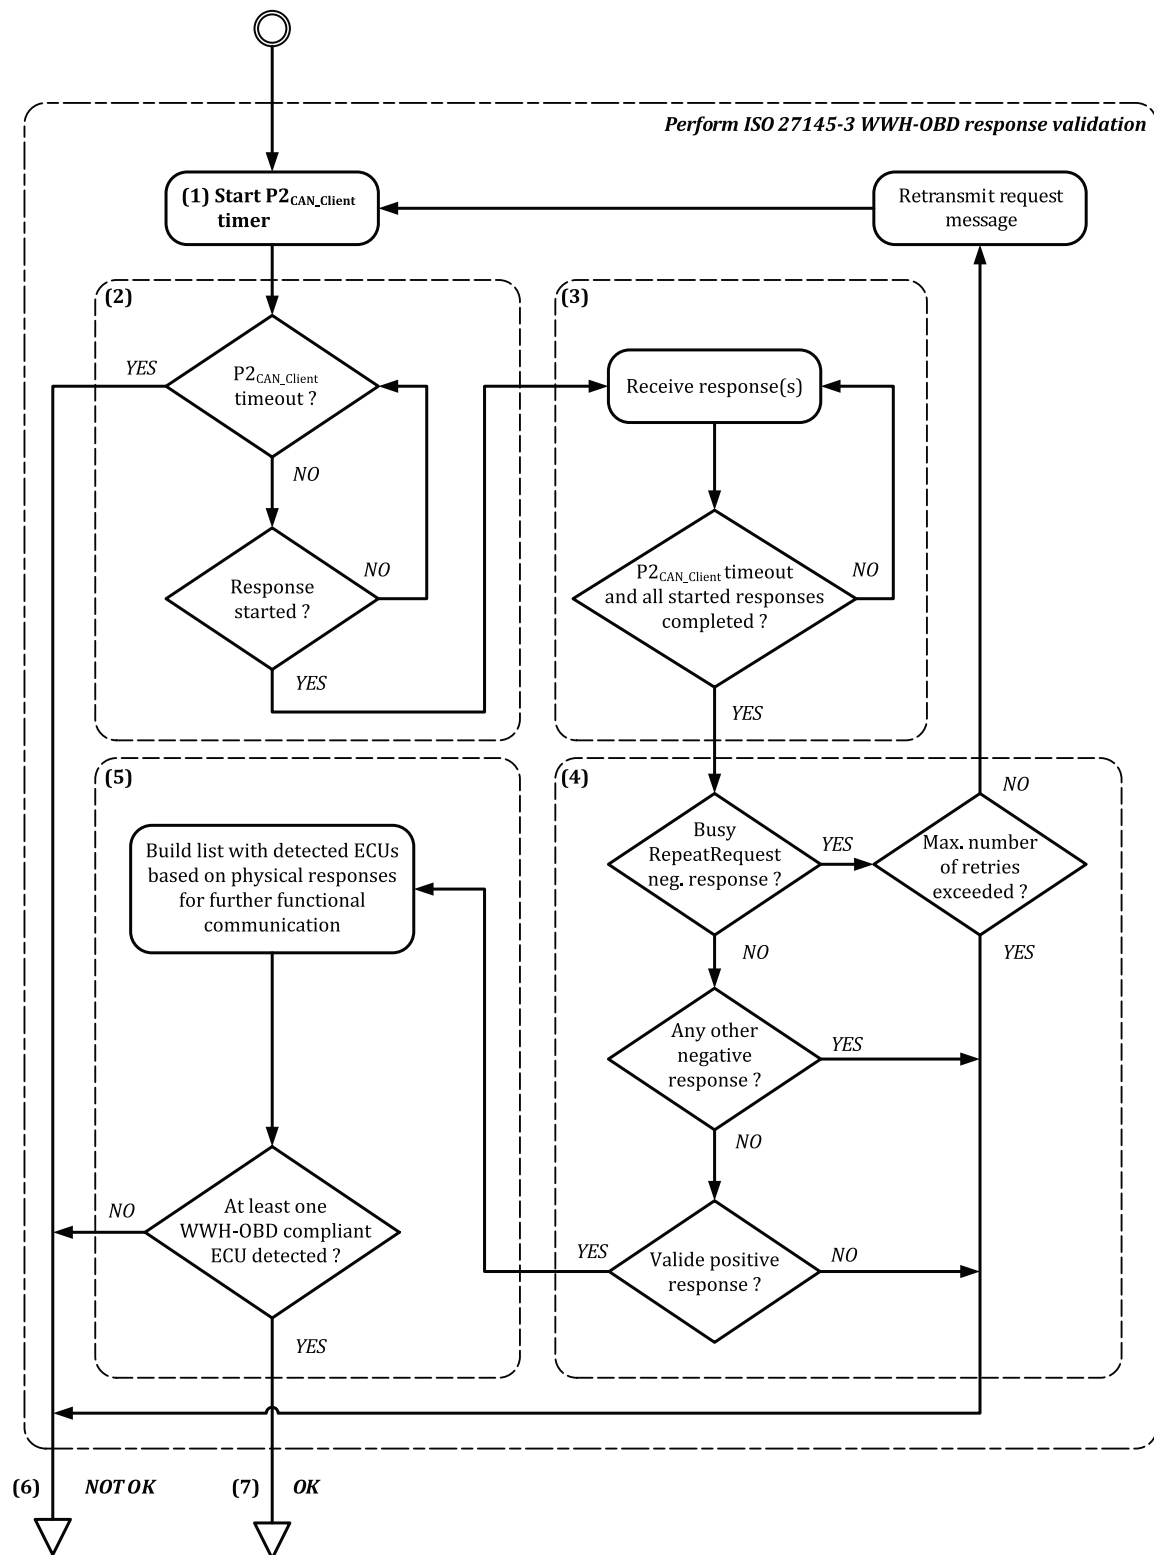 Perform ISO 27145-3 WWH-OBD response validation
(1) Start P2CAN_Client
timer
Retransmit request
message
(2)
YES
P2CAN_Client
timeout ?
NO
Response
started ?
NO
YES
(3)
Receive response(s)
P2CAN_Client timeout
and all started responses
completed ?
NO
YES
(4)
Busy
RepeatRequest
neg. response ?
YES
NO
Max. number
of retries
exceeded ?
NO
YES
Any other
negative
response ?
YES
NO
Valide positive
response ?
YES
NO
(5)
Build list with detected ECUs
based on physical responses
for further functional
communication
At least one
WWH-OBD compliant
ECU detected ?
NO
YES
(6) NOT OK
(7) OK